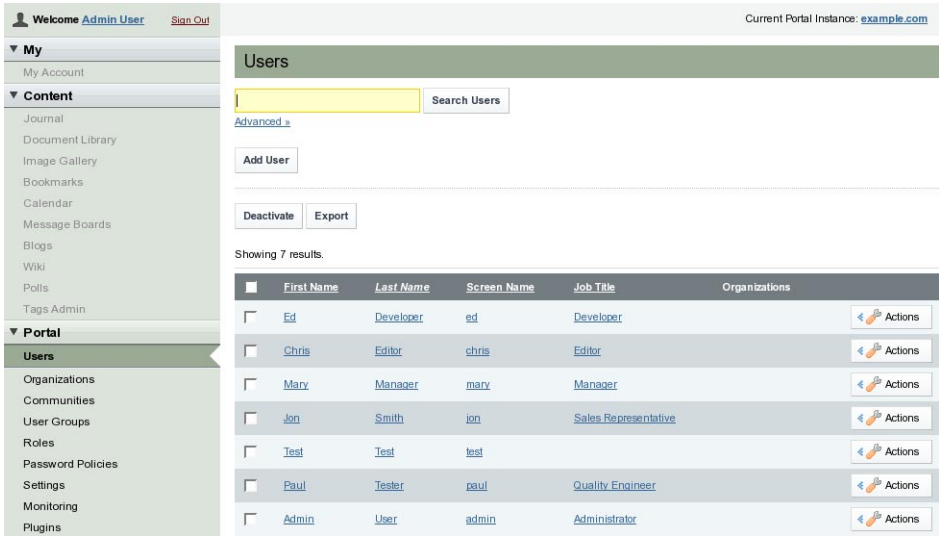 Welcome Admin User Sign Out
Current Portal Instance: example.com
My
My Account
Content
Journal
Document Library
Image Gallery
Bookmarks
Calendar
Message Boards
Blogs
Wiki
Polls
Tags Admin
Portal
Users
Organizations
Communities
User Groups
Roles
Password Policies
Settings
Monitoring
Plugins
Users
Search Users
Advanced »
Add User
Deactivate Export
Showing 7 results.
First Name Last Name Screen Name Job Title Organizations
Ed Developer ed Developer Actions
Chris Editor chris Editor Actions
Mary Manager mary Manager Actions
Jon Smith jon Sales Representative Actions
Test Test test Actions
Paul Tester paul Quality Engineer Actions
Admin User admin Administrator Actions